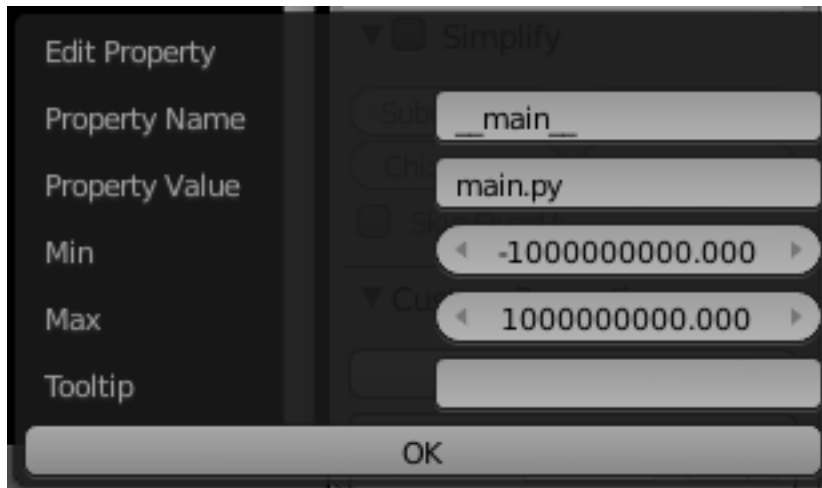 Edit Property
Simplify
Property Name __main__
Property Value main.py
Min -1000000000.000
Max 1000000000.000
Tooltip
OK